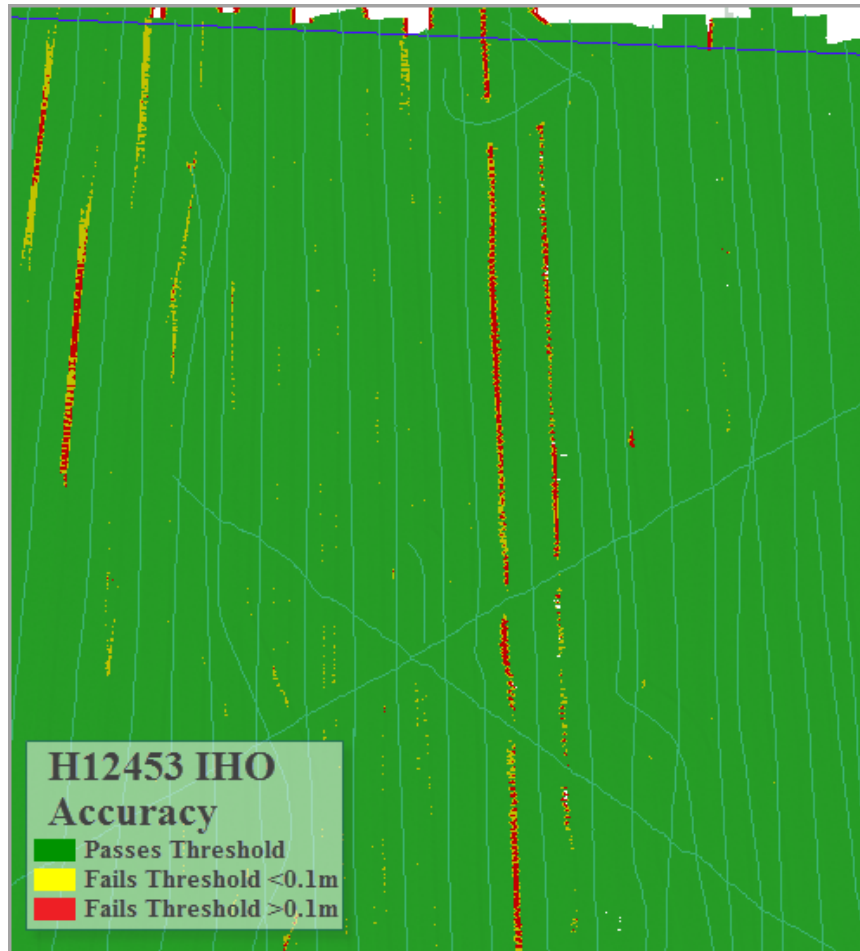 H12453 IHO
Accuracy
Passes Threshold
Fails Threshold <0.1m
Fails Threshold >0.1m